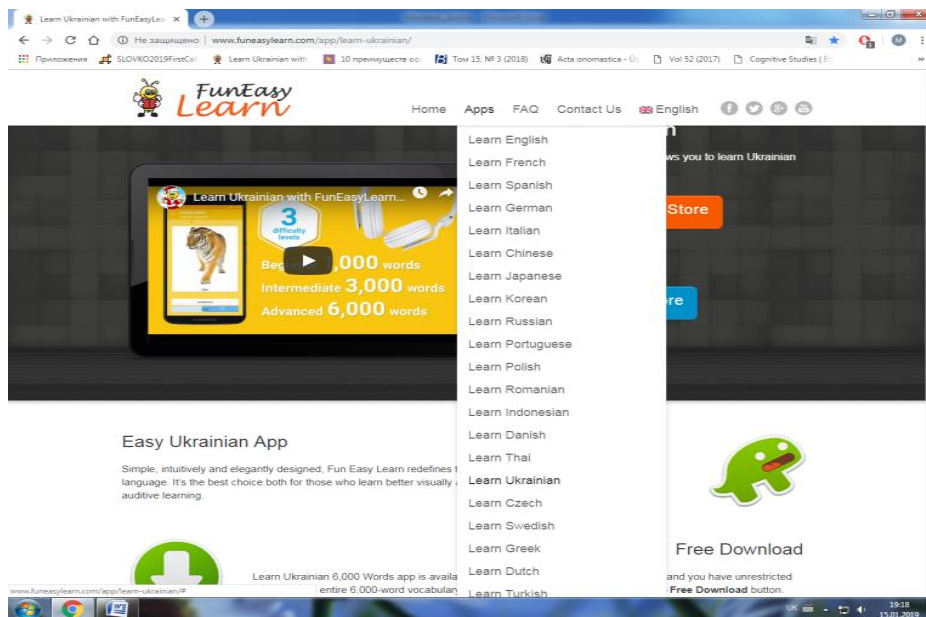 Learn Ukrainian with FunEasyLea
Не защищено | www.funeasylearn.com/app/learn-ukrainian/
Приложения SLOVKO2019FirstCal Learn Ukrainian with 10 преимуществ Том 15, № 3 (2018) Acta onomastica - Vol 52 (2017) Cognitive Studies |
FunEasy
Learn
Home Apps FAQ Contact Us English
Learn English
Learn French
Learn Spanish
Learn German
Learn Italian
Learn Chinese
Learn Japanese
Learn Korean
Learn Russian
Learn Portuguese
Learn Polish
Learn Romanian
Learn Indonesian
Learn Danish
Learn Thai
Learn Ukrainian
Learn Czech
Learn Swedish
Learn Greek
Learn Dutch
Learn Turkish
ws you to learn Ukrainian
Store
ore
Learn Ukrainian with FunEasyLearn...
3
difficulty
levels
1,000 words
Intermediate 3,000 words
Advanced 6,000 words
Easy Ukrainian App
Simple, intuitively and elegantly designed, Fun Easy Learn redefines
language. It's the best choice both for those who learn better visually
auditive learning.
Free Download
Learn Ukrainian 6,000 Words app is availa
and you have unrestricted
entire 6,000-word vocabulary
Free Download button.
www.funeasylearn.com/app/learn-ukrainian/#
UK
19:18
15.01.2019